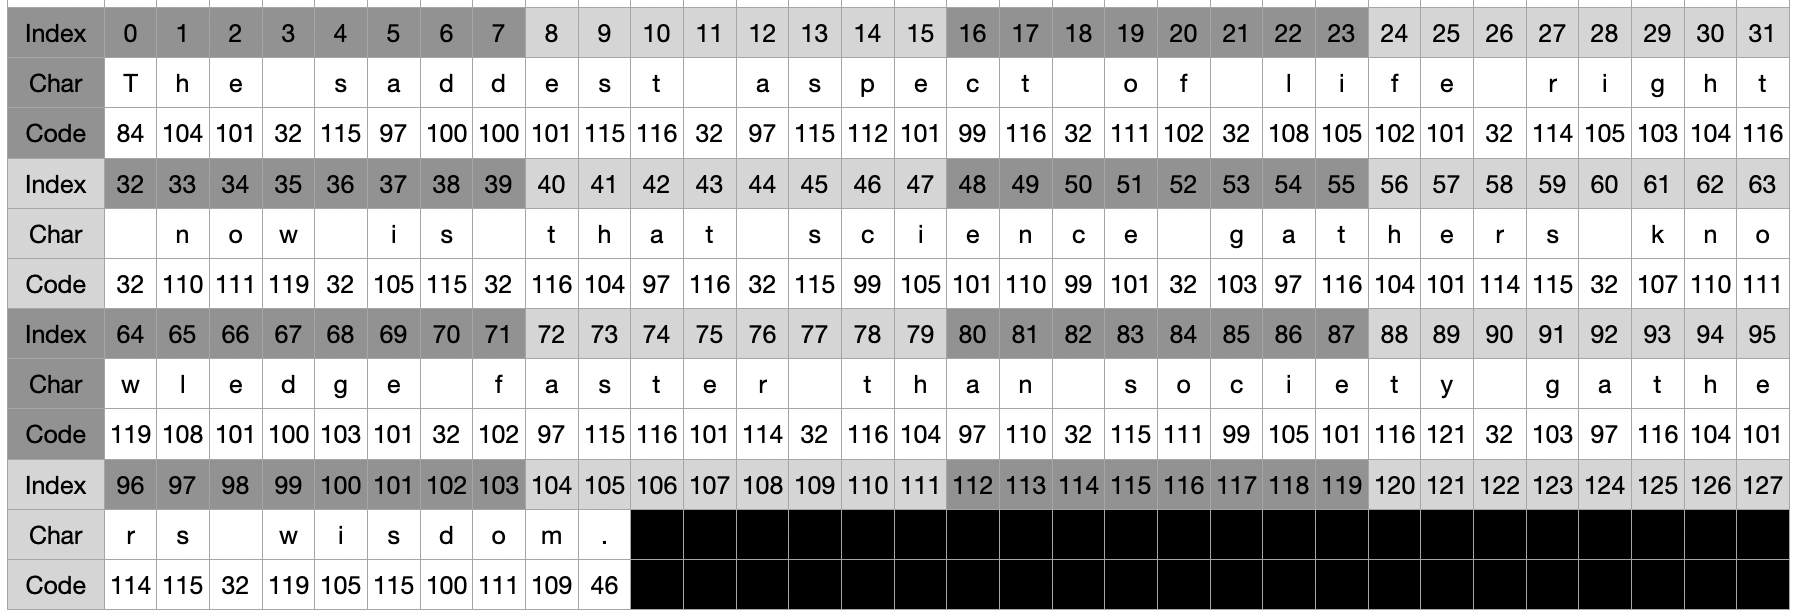 Index 0 1 2 3 4 5 6 7 8 9 10 11 12 13 14 15 16 17 18 19 20 21 22 23 24 25 26 27 28 29 30 31
Char T h e s a d d e s t a s p e c t o f l i f e r i g h t
Code 84 104 101 32 115 97 100 100 101 115 116 32 97 115 112 101 99 116 32 111 102 32 108 105 102 101 32 114 105 103 104 116
Index 32 33 34 35 36 37 38 39 40 41 42 43 44 45 46 47 48 49 50 51 52 53 54 55 56 57 58 59 60 61 62 63
Char n o w i s t h a t s c i e n c e g a t h e r s k n o
Code 32 110 111 119 32 105 115 32 116 104 97 116 32 115 99 105 101 110 99 101 32 103 97 116 104 101 114 115 32 107 110 111
Index 64 65 66 67 68 69 70 71 72 73 74 75 76 77 78 79 80 81 82 83 84 85 86 87 88 89 90 91 92 93 94 95
Char w l e d g e f a s t e r t h a n s o c i e t y g a t h e
Code 119 108 101 100 103 101 32 102 97 115 116 101 114 32 116 104 97 110 32 115 111 99 105 101 116 121 32 103 97 116 104 101
Index 96 97 98 99 100 101 102 103 104 105 106 107 108 109 110 111 112 113 114 115 116 117 118 119 120 121 122 123 124 125 126 127
Char r s w i s d o m .
Code 114 115 32 119 105 115 100 111 109 46